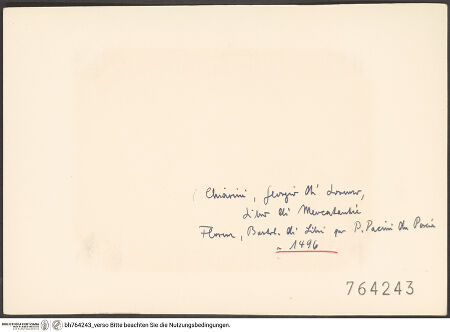 Chiarini, Giorgio di Lorenzo,
Libro di Mercatantie
Florenz, Bartol. di Libri per P. Pacini da Pescia
n 1496
764243
bh764243_verso Bitte beachten Sie die Nutzungsbedingungen.